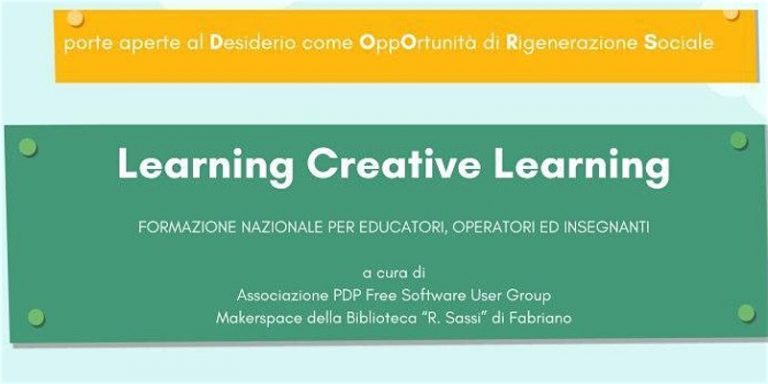 porte aperte al Desiderio come OppOrtunità di Rigenerazione Sociale
Learning Creative Learning
FORMAZIONE NAZIONALE PER EDUCATORI, OPERATORI ED INSEGNANTI
a cura di
Associazione PDP Free Software User Group
Makerspace della Biblioteca “R. Sassi” di Fabriano